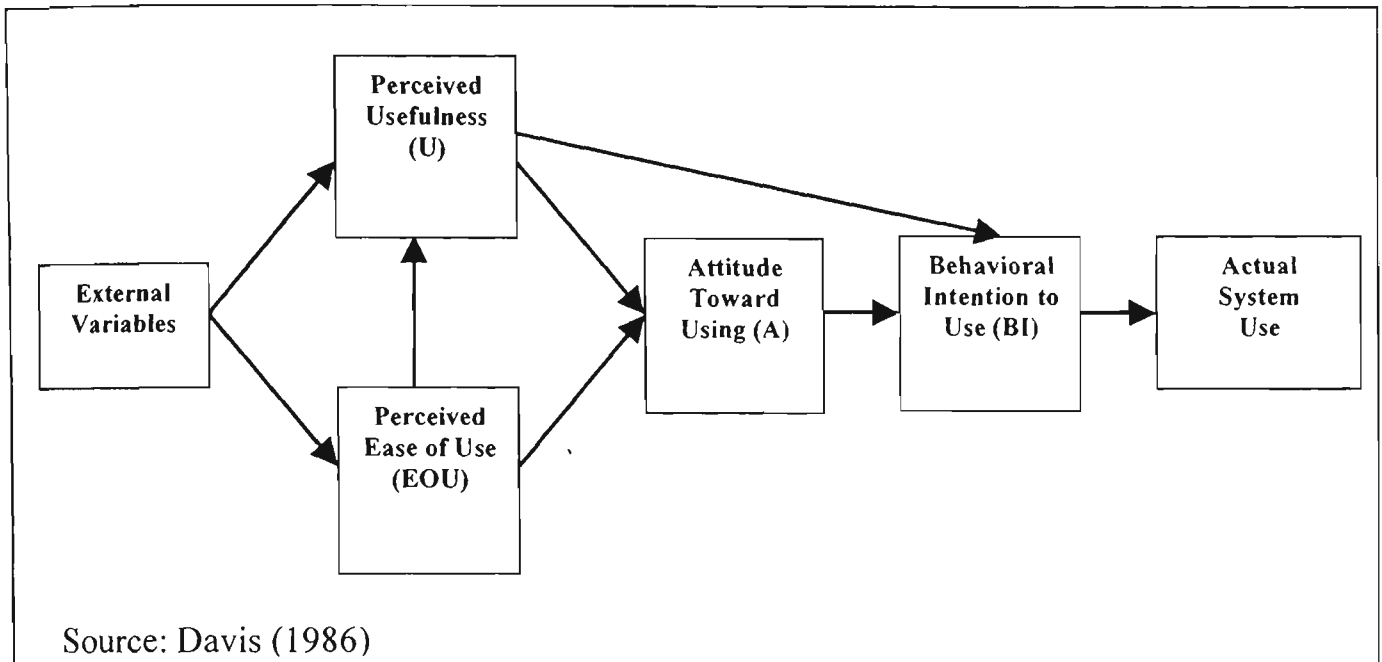 Perceived
Usefulness
(U)
External
Variables
Perceived
Ease of Use
(EOU)
Attitude
Toward
Using (A)
Behavioral
Intention to
Use (BI)
Actual
System
Use
Source: Davis (1986)